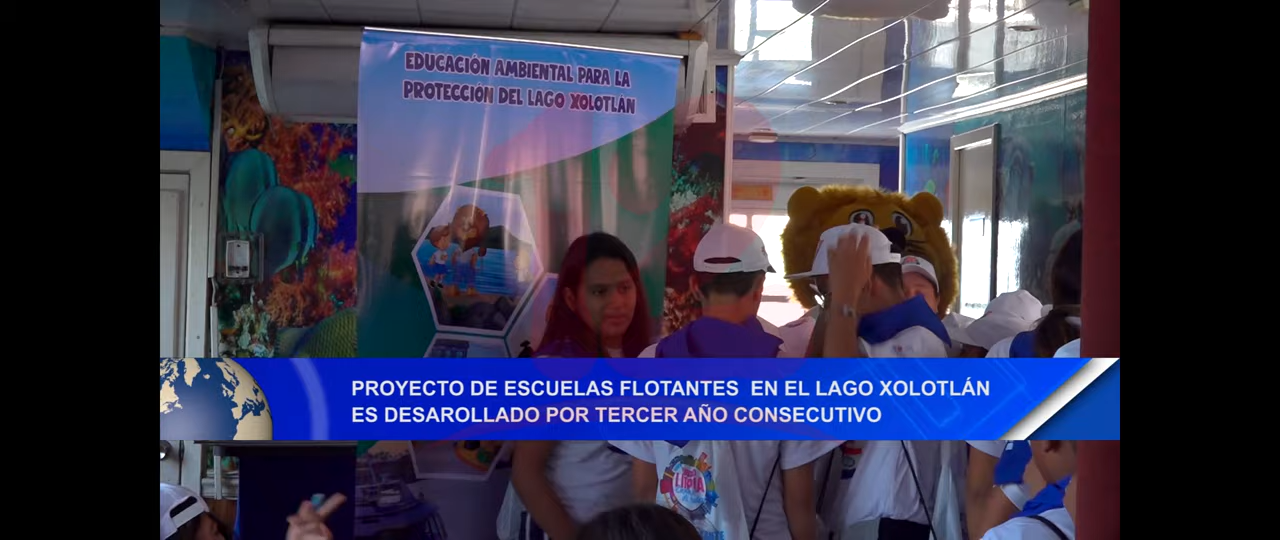 EDUCACIÓN AMBIENTAL PARA LA
PROTECCIÓN DEL LAGO XOLOTLÁN
PROYECTO DE ESCUELAS FLOTANTES EN EL LAGO XOLOTLÁN
ES DESAROLLADO POR TERCER AÑO CONSECUTIVO